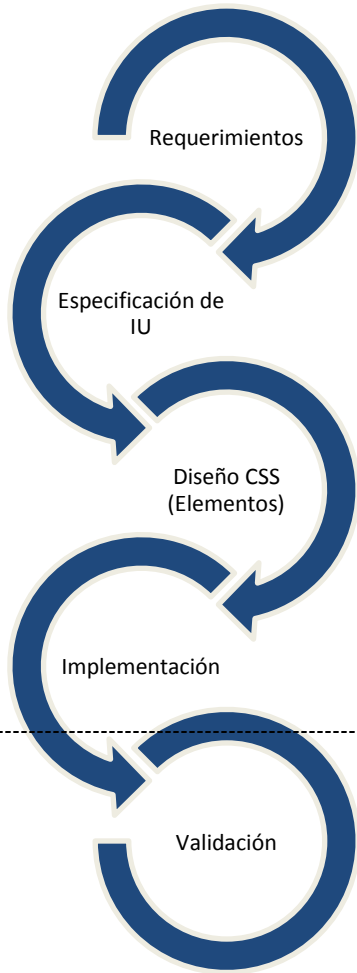 Requerimientos
Especificación de
IU
Diseño CSS
(Elementos)
Implementación
Validación